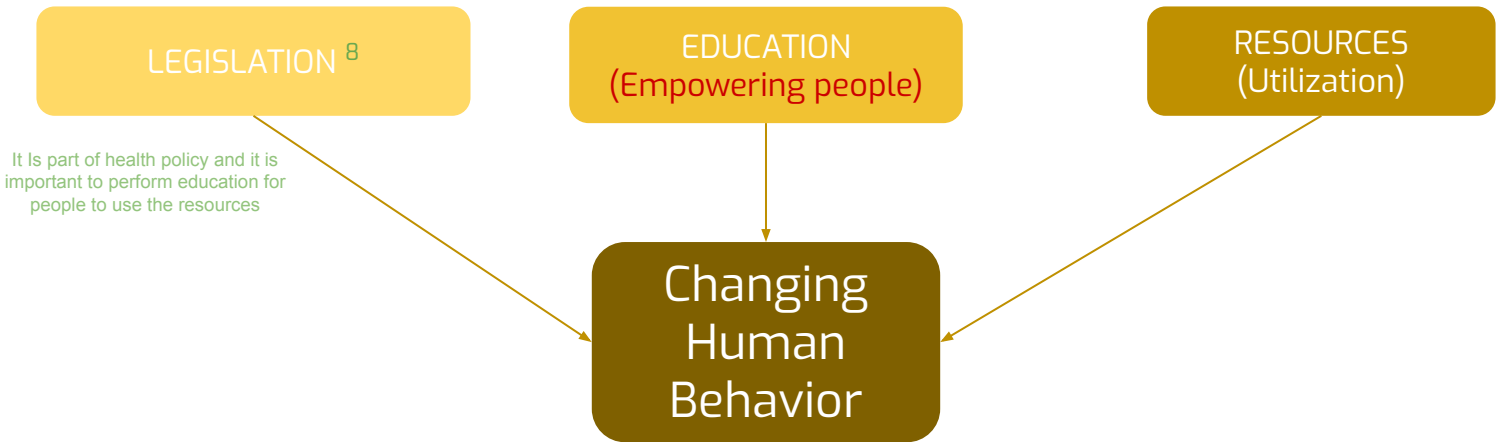 LEGISLATION 8
EDUCATION
(Empowering people)
RESOURCES
(Utilization)
It Is part of health policy and it is
important to perform education for
people to use the resources
Changing
Human
Behavior